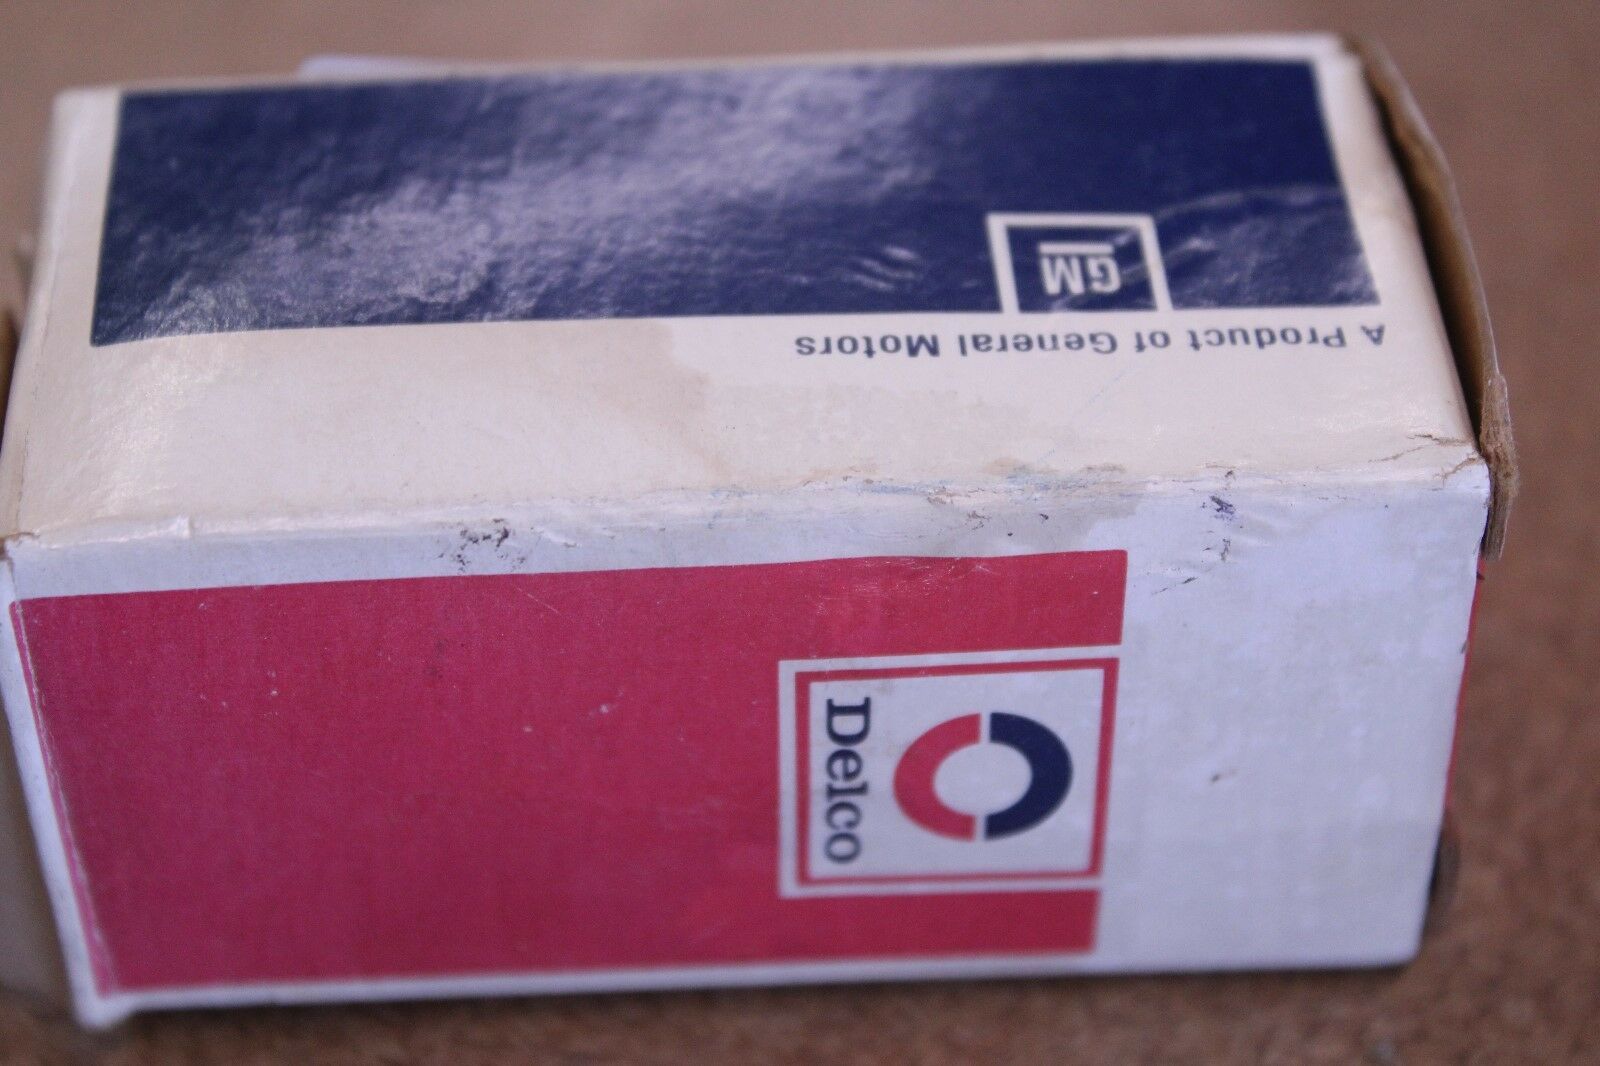 GM
A Product of General Motors
Delco